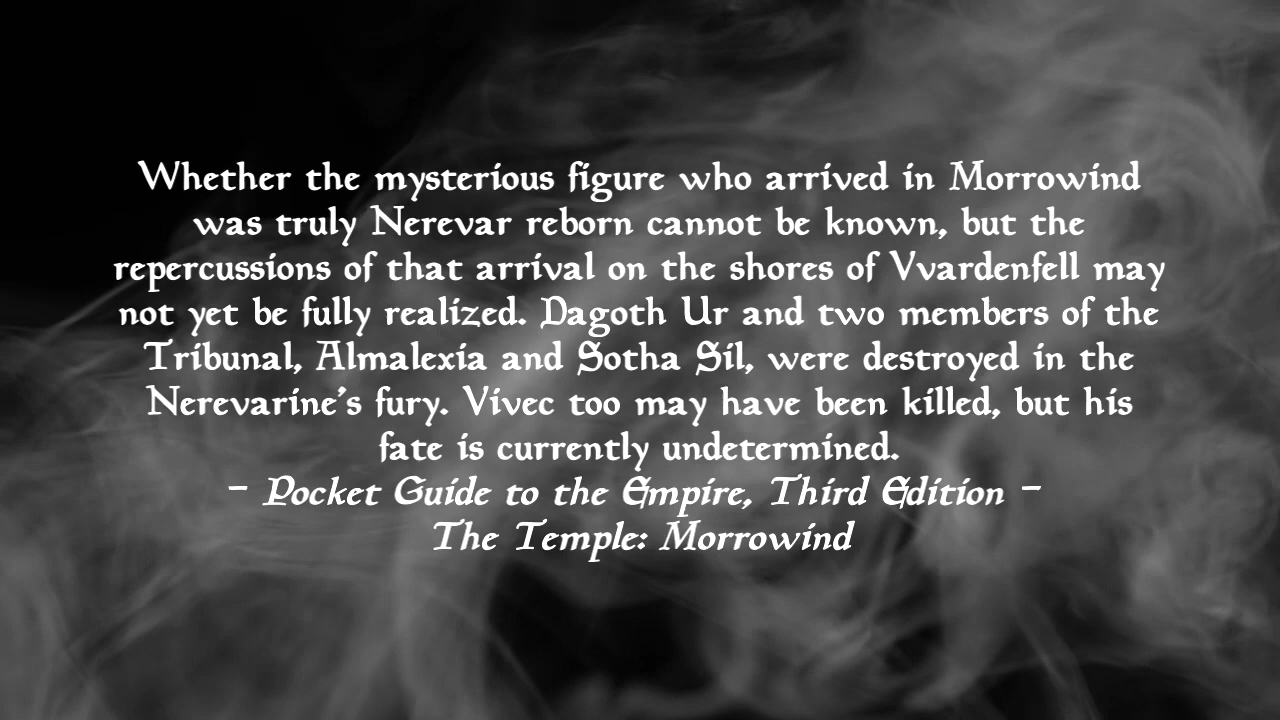 Whether the mysterious figure who arrived in Morrowind
was truly Nerevar reborn cannot be known, but the
repercussions of that arrival on the shores of Vvardenfell may
not yet be fully realized. Dagoth Ur and two members of the
Tribunal, Almalexia and Sotha Sil, were destroyed in the
Nerevarine's fury. Vivec too may have been killed, but his
fate is currently undetermined.
- Pocket Guide to the Empire, Third Edition -
The Temple: Morrowind